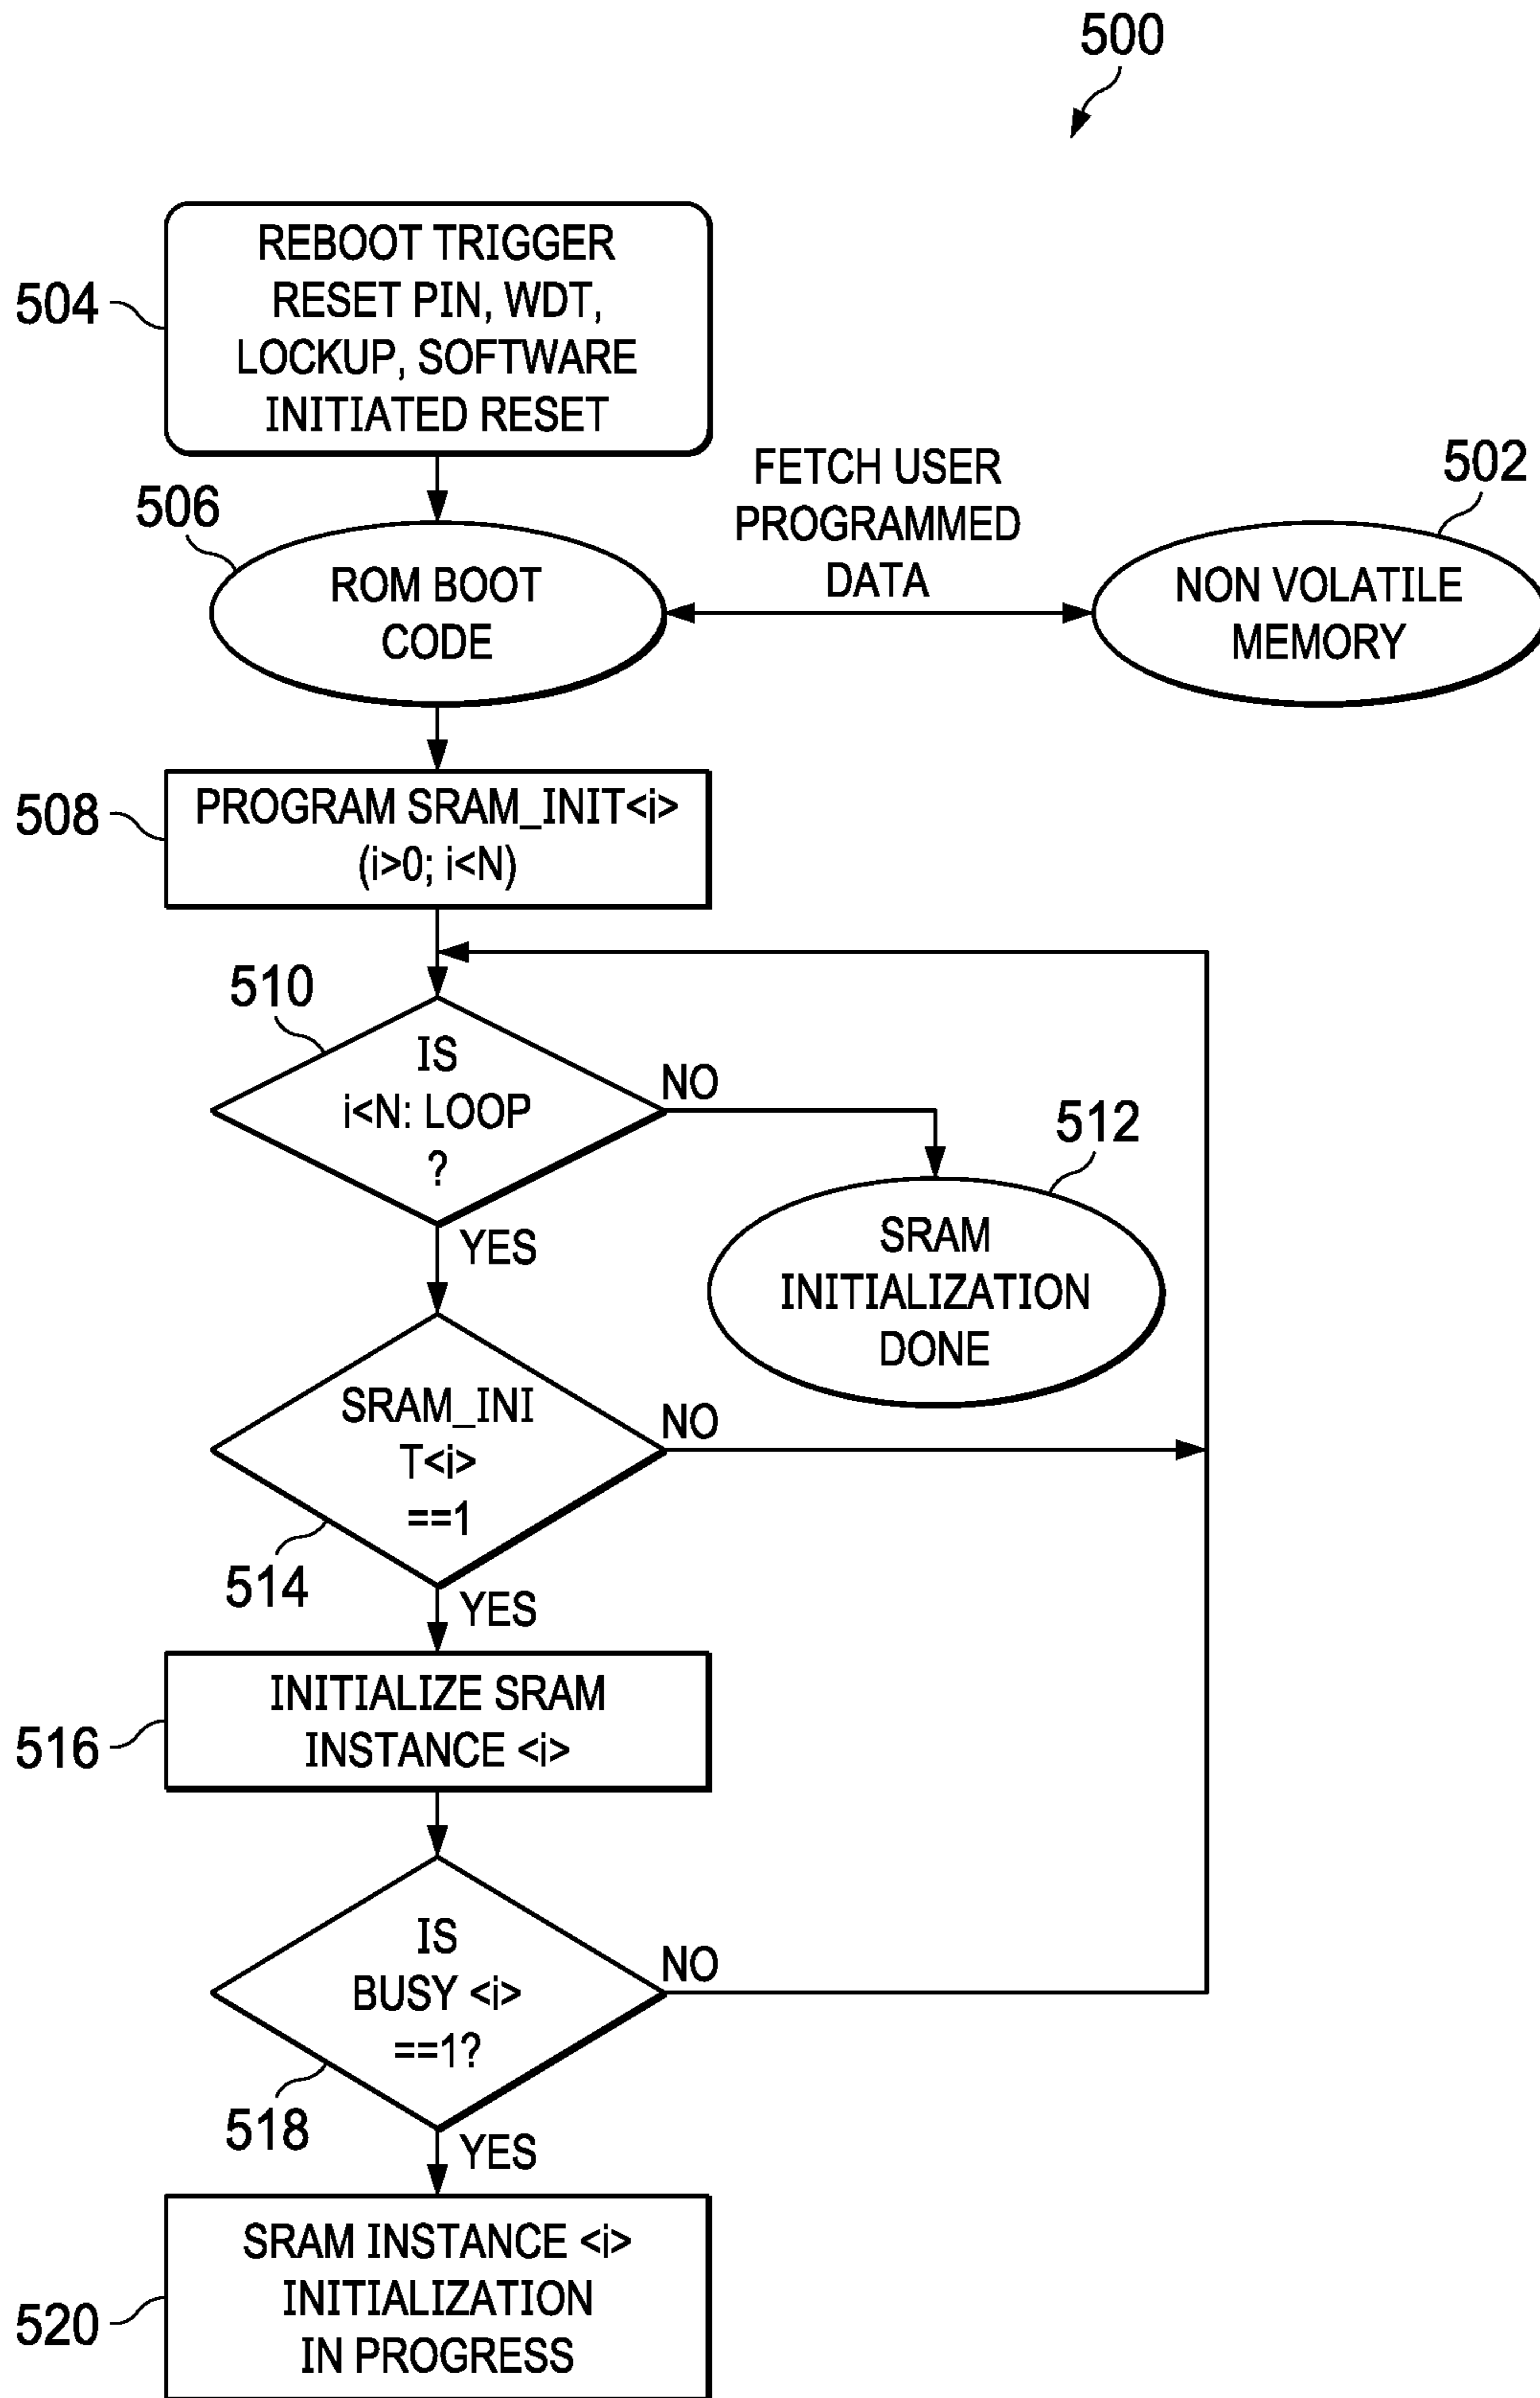 500
504
REBOOT TRIGGER
RESET PIN, WDT,
LOCKUP, SOFTWARE
INITIATED RESET
506
ROM BOOT
CODE
FETCH USER
PROGRAMMED
DATA
502
NON VOLATILE
MEMORY
508
PROGRAM SRAM_INIT<i>
(i>0; i<N)
510
IS
i<N: LOOP
?
NO
YES
512
SRAM
INITIALIZATION
DONE
SRAM_INI
T<i>
==1
NO
514
YES
516
INITIALIZE SRAM
INSTANCE <i>
IS
BUSY <i>
==1?
NO
518
YES
520
SRAM INSTANCE <i>
INITIALIZATION
IN PROGRESS